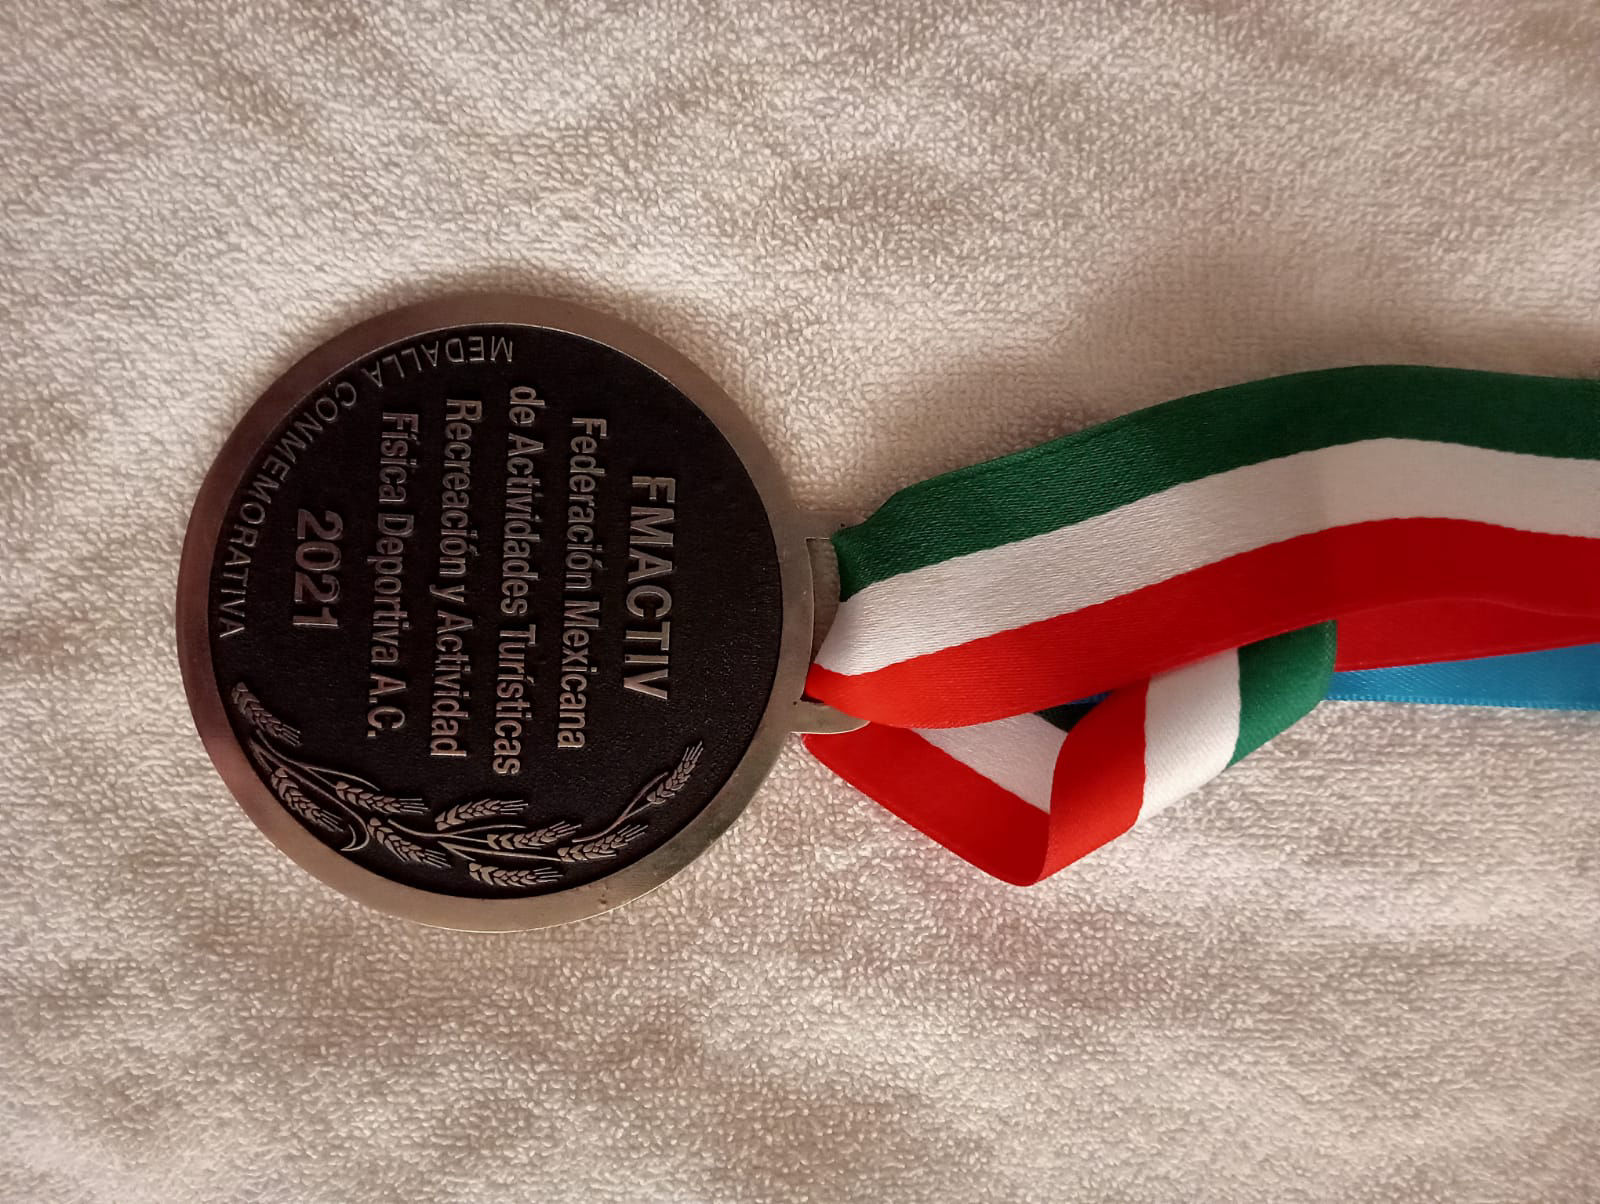 FMACTIV
Federación Mexicana
de Actividades Turísticas
Recreación y Actividad
Física Deportiva A.C.
2021
MEDALLA CONMEMORATIVA